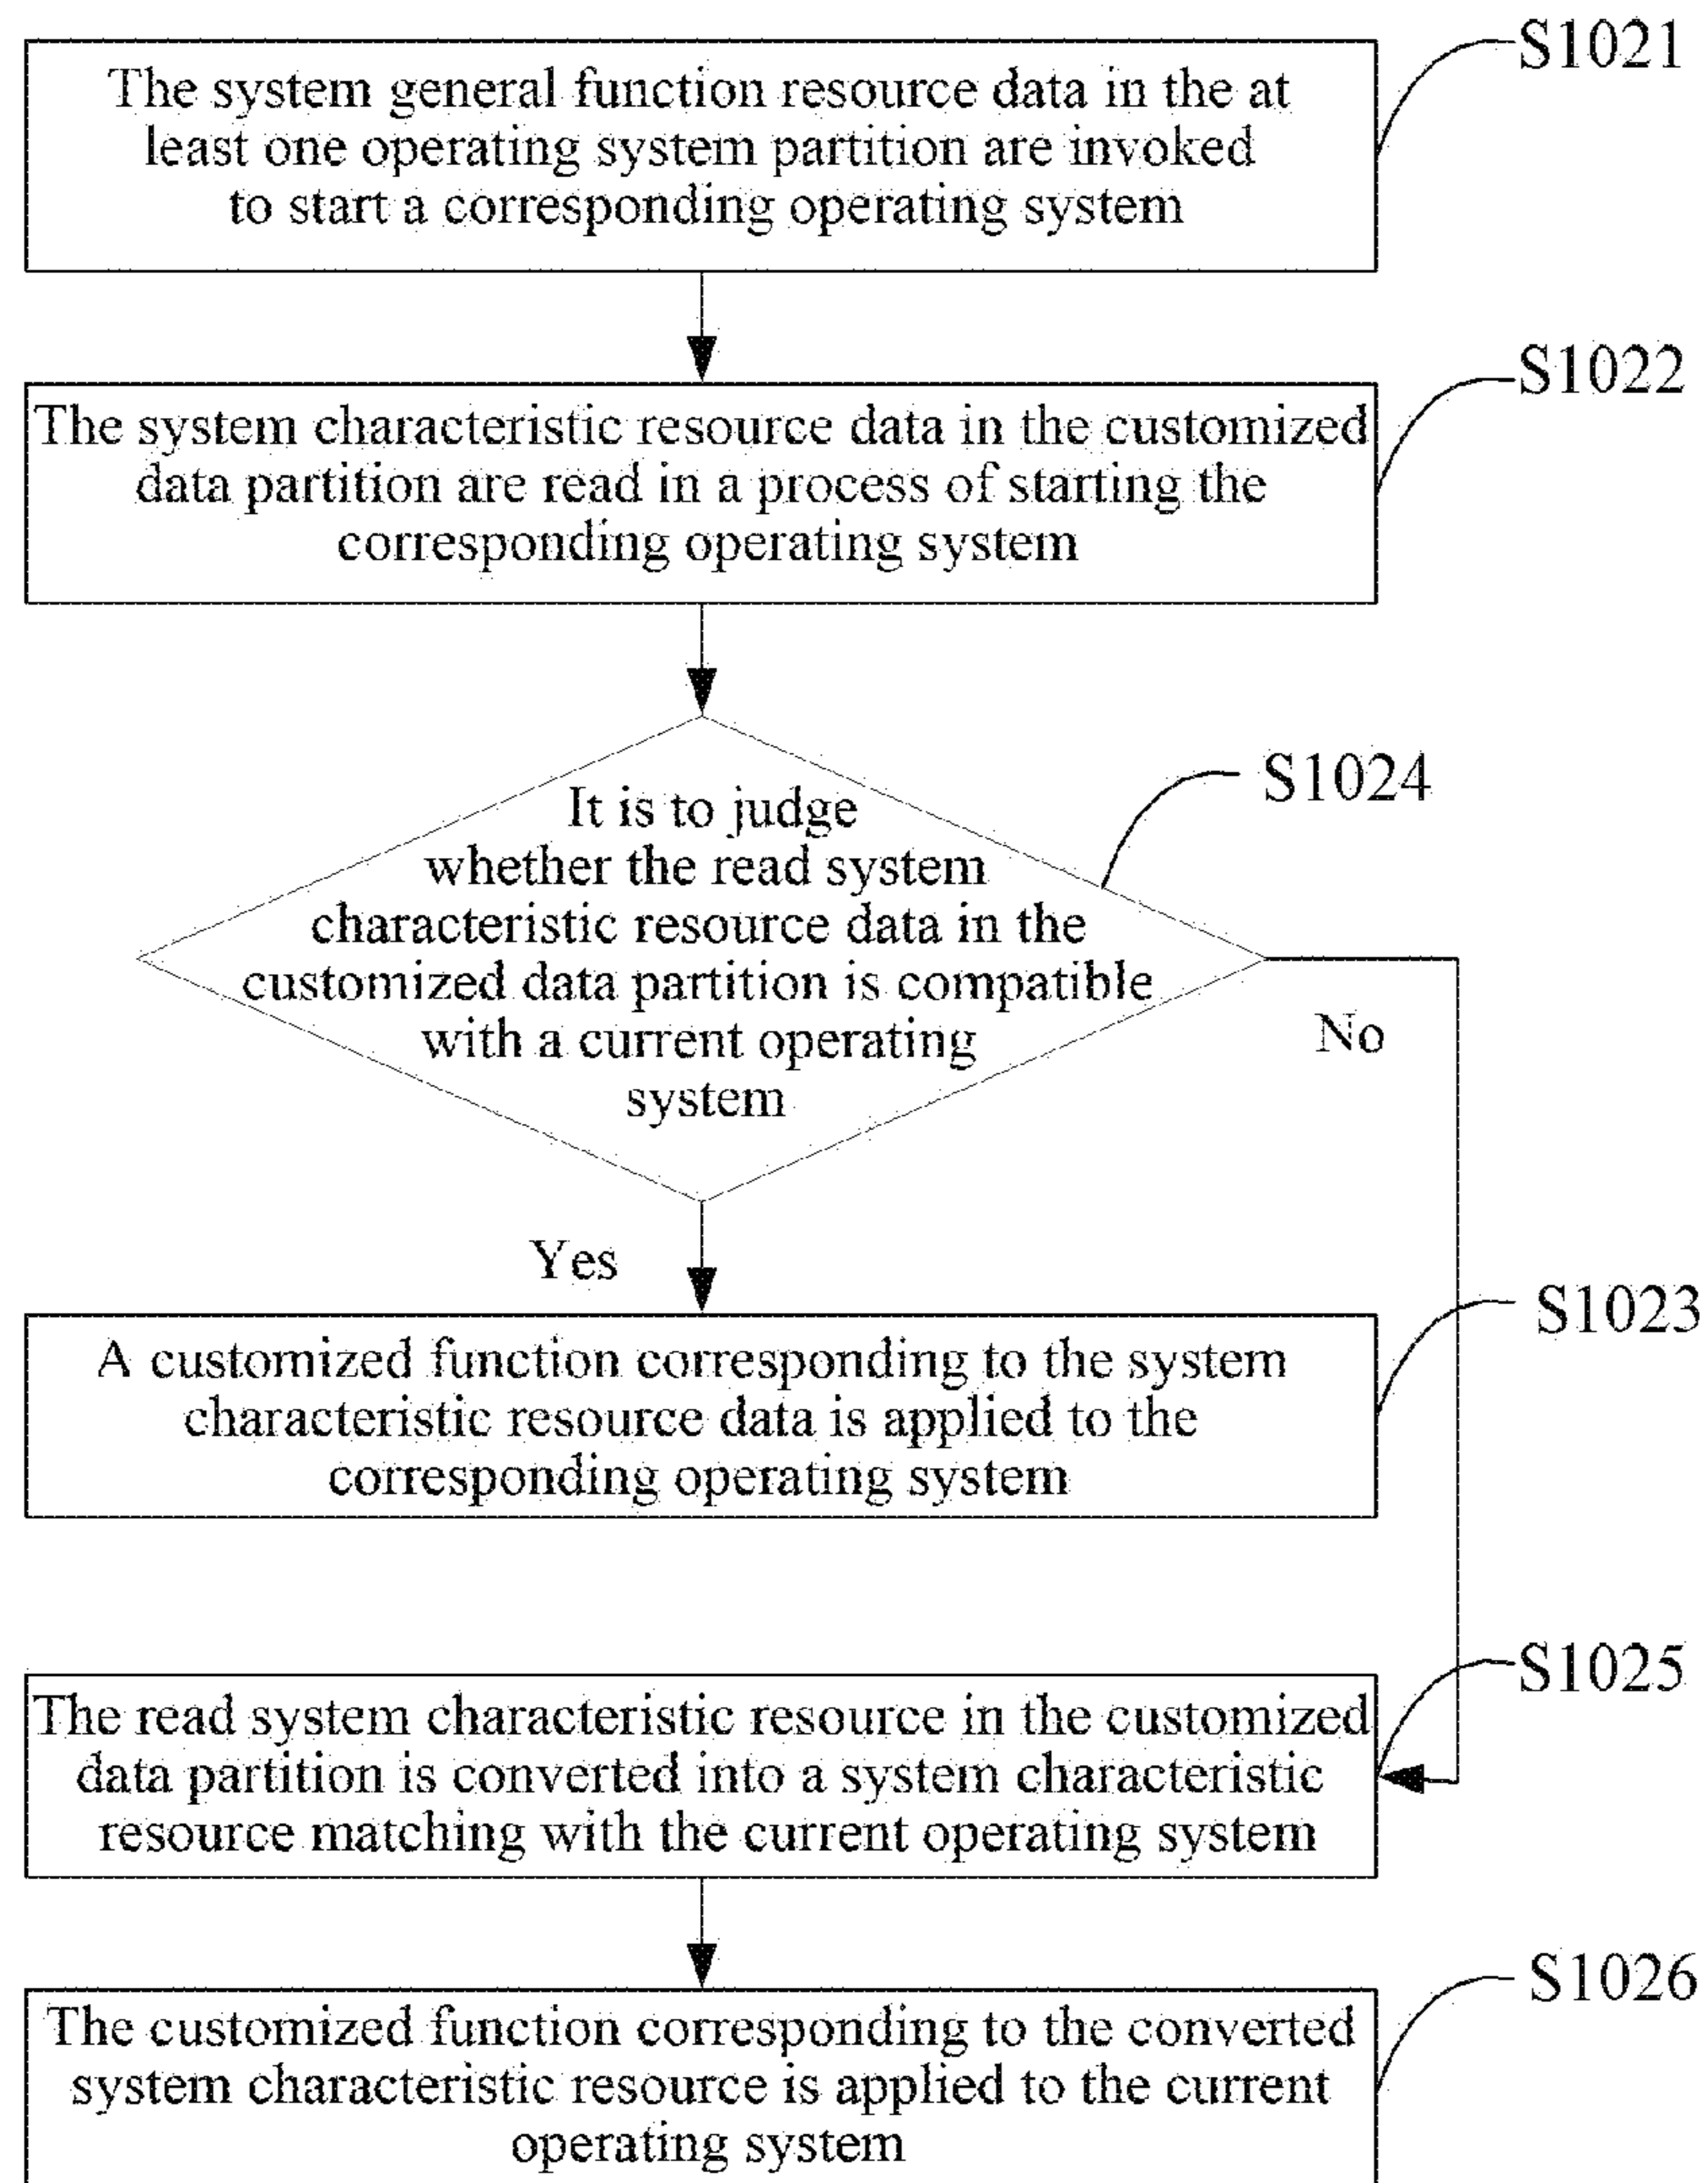 S1021
The system general function resource data in the at
least one operating system partition are invoked
to start a corresponding operating system
S1022
The system characteristic resource data in the customized
data partition are read in a process of starting the
corresponding operating system
S1024
It is to judge
whether the read system
characteristic resource data in the
customized data partition is compatible
with a current operating
system
No
Yes
S1023
A customized function corresponding to the system
characteristic resource data is applied to the
corresponding operating system
S1025
The read system characteristic resource in the customized
data partition is converted into a system characteristic
resource matching with the current operating system
S1026
The customized function corresponding to the converted
system characteristic resource is applied to the current
operating system